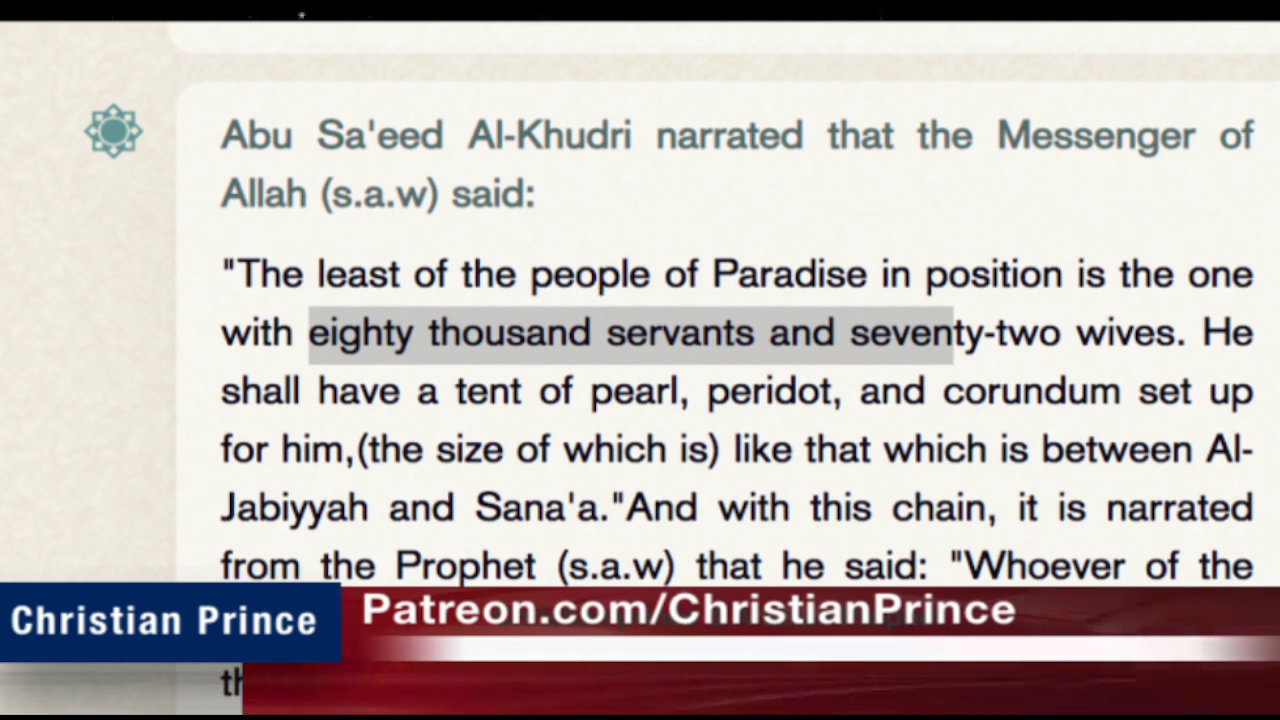 Abu Sa'eed Al-Khudri narrated that the Messenger of
Allah (s.a.w) said:
"The least of the people of Paradise in position is the one
with eighty thousand servants and seventy-two wives. He
shall have a tent of pearl, peridot, and corundum set up
for him,(the size of which is) like that which is between Al-
Jabiyyah and Sana'a."And with this chain, it is narrated
from the Prophet (s.a.w) that he said: "Whoever of the
Christian Prince
Patreon.com/ChristianPrince